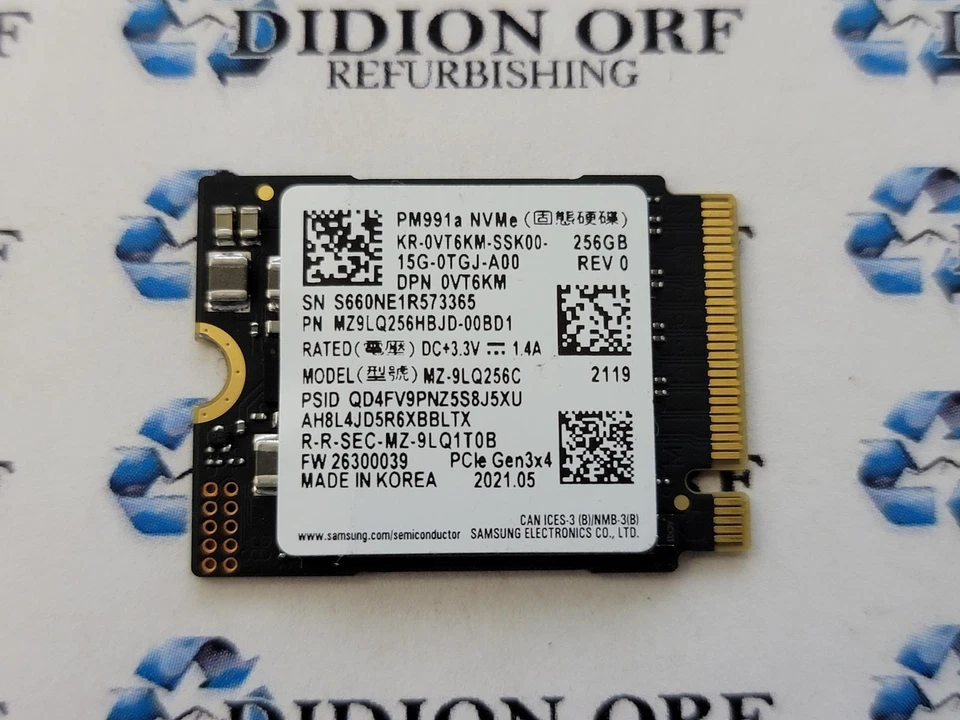 DIDION ORF
REFURBISHING
PM991a NVMe (固態硬碟)
KR-0VT6KM-SSK00- 256GB
15G-0TGJ-A00 REV 0
DPN 0VT6KM
SN S660NE1R573365
PN MZ9LQ256HBJD-00BD1
RATED(電壓) DC+3.3V ⎓ 1.4A
MODEL(型號) MZ-9LQ256C 2119
PSID QD4FV9PNZ5S8J5XU
AH8L4JD5R6XBBLTX
R-R-SEC-MZ-9LQ1T0B
FW 26300039 PCIe Gen3x4
MADE IN KOREA 2021.05
CAN ICES-3 (B)/NMB-3(B)
www.samsung.com/semiconductor SAMSUNG ELECTRONICS CO., LTD.
DIDION ORF